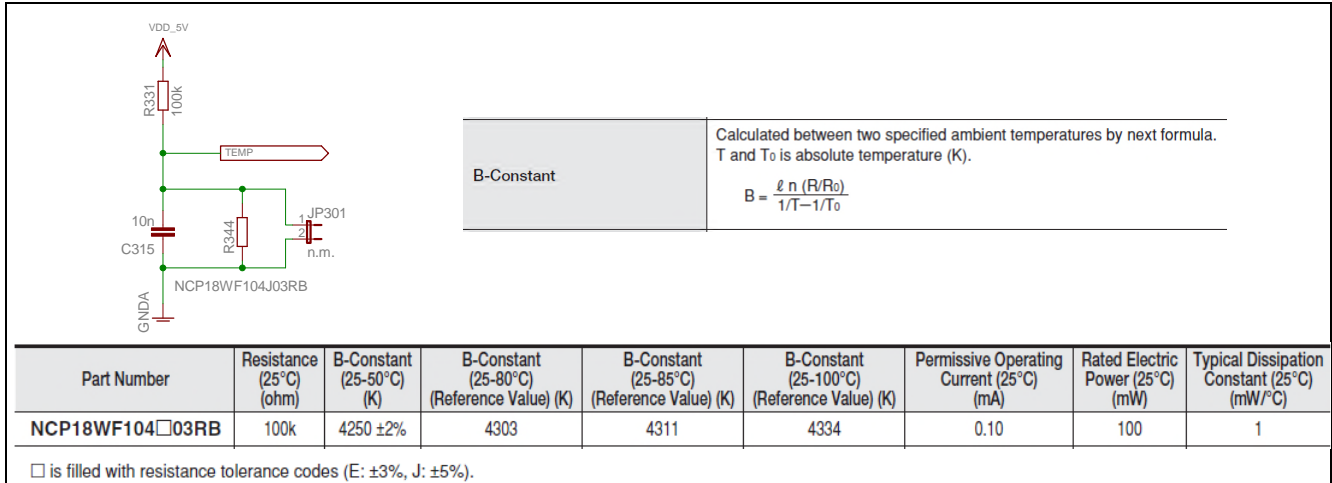 VDD_5V
R331
100k
TEMP
10n
C315
R344
1
2
JP301
n.m.
NCP18WF104J03RB
GNDA
B-Constant
Calculated between two specified ambient temperatures by next formula.
T and T0 is absolute temperature (K).
B = ℓn (R/R0)
1/T−1/T0
Part Number
Resistance
(25°C)
(ohm)
B-Constant
(25-50°C)
(K)
B-Constant
(25-80°C)
(Reference Value) (K)
B-Constant
(25-85°C)
(Reference Value) (K)
B-Constant
(25-100°C)
(Reference Value) (K)
Permissive Operating
Current (25°C)
(mA)
Rated Electric
Power (25°C)
(mW)
Typical Dissipation
Constant (25°C)
(mW/°C)
NCP18WF104□03RB 100k 4250 ±2% 4303 4311 4334 0.10 100 1
□ is filled with resistance tolerance codes (E: ±3%, J: ±5%).